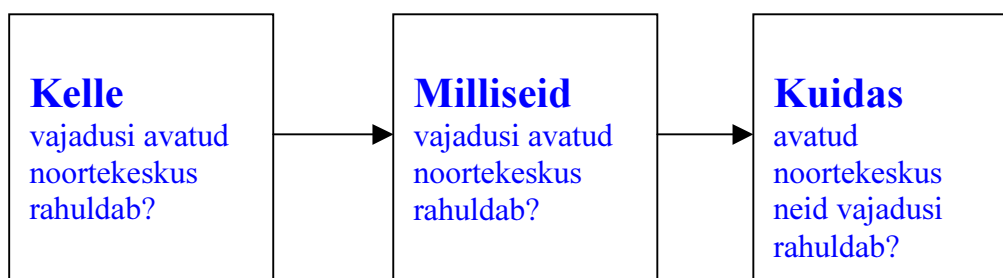 Kelle
vajadusi avatud
noortekeskus
rahuldab?
Milliseid
vajadusi avatud
noortekeskus
rahuldab?
Kuidas
avatud
noortekeskus
neid vajadusi
rahuldab?